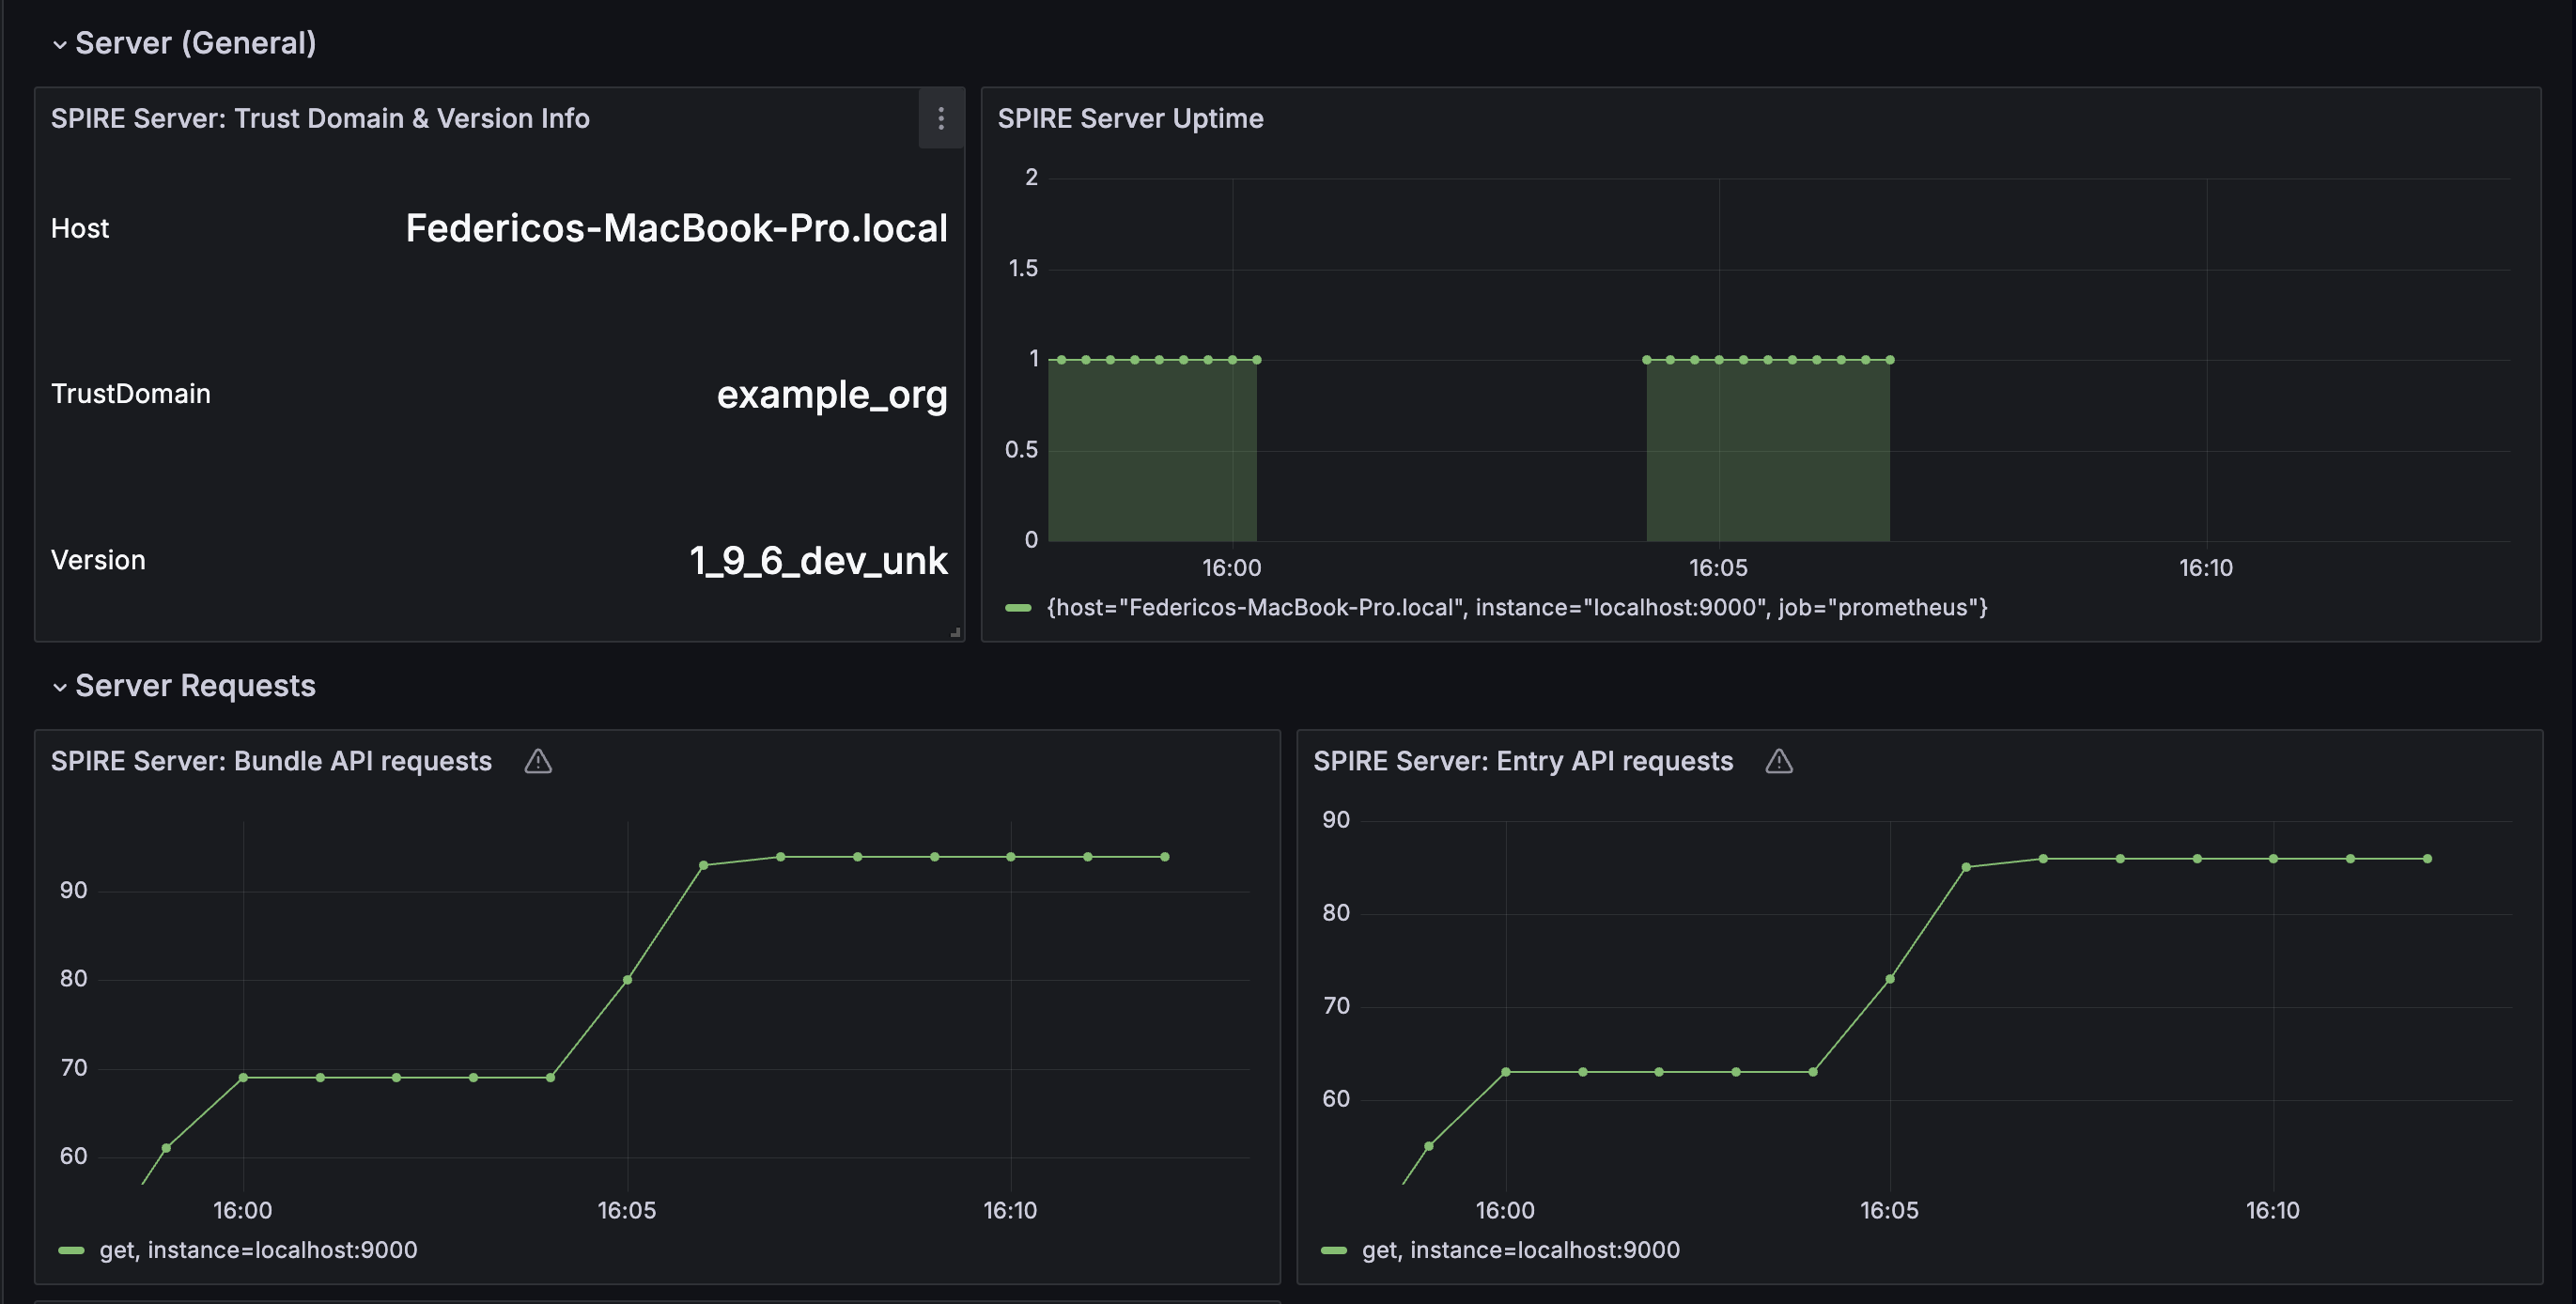 Server (General)
SPIRE Server: Trust Domain & Version Info
Host
Federicos-MacBook-Pro.local
TrustDomain
example_org
Version
1_9_6_dev_unk
SPIRE Server Uptime
2
1.5
1
0.5
0
16:00
16:05
16:10
{host="Federicos-MacBook-Pro.local", instance="localhost:9000", job="prometheus"}
Server Requests
SPIRE Server: Bundle API requests
90
80
70
60
16:00
16:05
16:10
get, instance=localhost:9000
SPIRE Server: Entry API requests
90
80
70
60
16:00
16:05
16:10
get, instance=localhost:9000